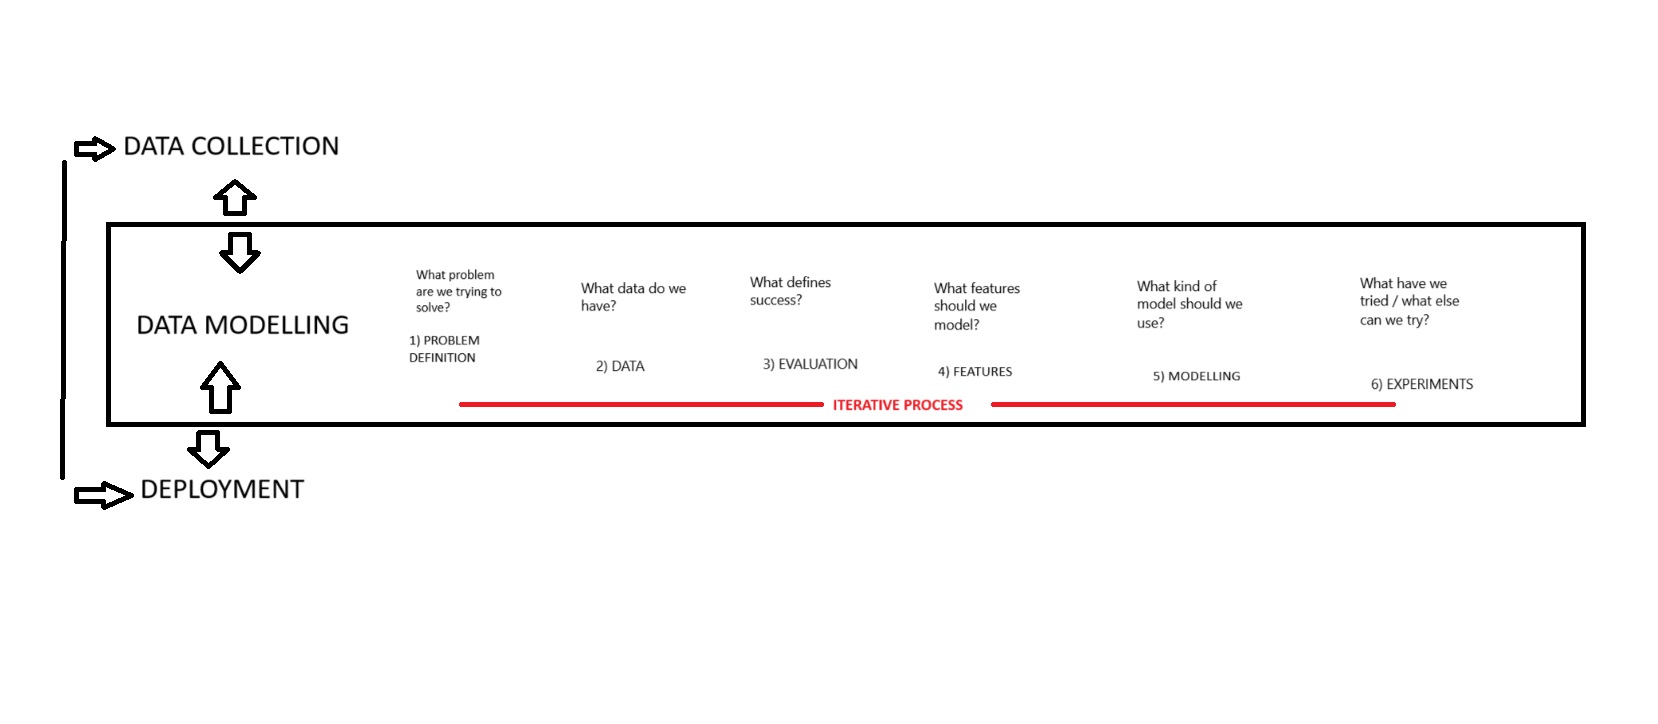 DATA COLLECTION
DATA MODELLING
What problem
are we trying to
solve?
1) PROBLEM
DEFINITION
What data do we
have?
2) DATA
What defines
success?
3) EVALUATION
What features
should we
model?
4) FEATURES
What kind of
model should we
use?
5) MODELLING
What have we
tried / what else
can we try?
6) EXPERIMENTS
ITERATIVE PROCESS
DEPLOYMENT